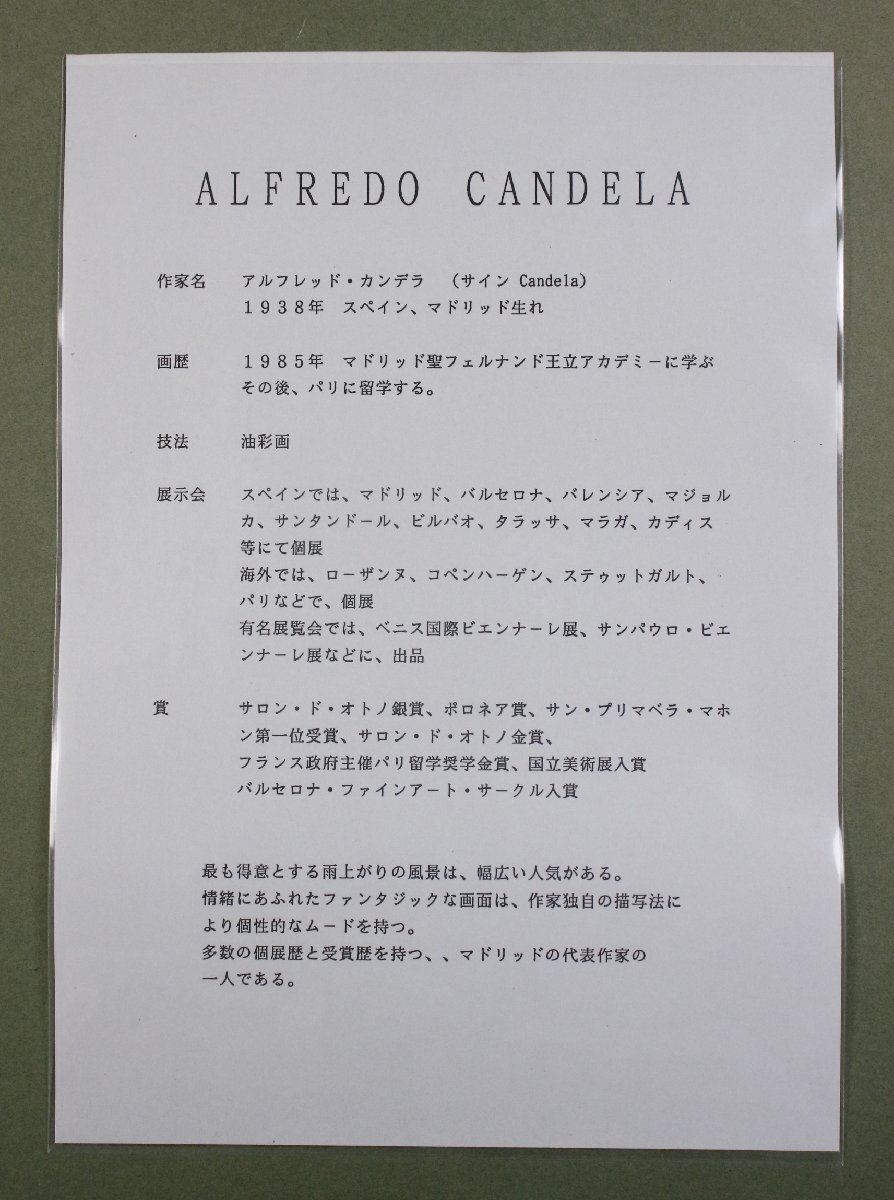 ALFREDO CANDELA
作家名 アルフレッド・カンデラ （サイン Candela）
１９３８年 スペイン、マドリッド生れ
画歴 １９８５年 マドリッド聖フェルナンド王立アカデミーに学ぶ
その後、パリに留学する。
技法 油彩画
展示会 スペインでは、マドリッド、バルセロナ、バレンシア、マジョル
カ、サンタンドール、ビルバオ、タラッサ、マラガ、カディス
等にて個展
海外では、ローザンヌ、コペンハーゲン、ステゥットガルト、
パリなどで、個展
有名展覧会では、ベニス国際ビエンナーレ展、サンパウロ・ビエ
ンナーレ展などに、出品
賞 サロン・ド・オトノ銀賞、ポロネア賞、サン・プリマベラ・マホ
ン第一位受賞、サロン・ド・オトノ金賞、
フランス政府主催パリ留学奨学金賞、国立美術展入賞
バルセロナ・ファインアート・サークル入賞
最も得意とする雨上がりの風景は、幅広い人気がある。
情緒にあふれたファンタジックな画面は、作家独自の描写法に
より個性的なムードを持つ。
多数の個展歴と受賞歴を持つ、、マドリッドの代表作家の
一人である。